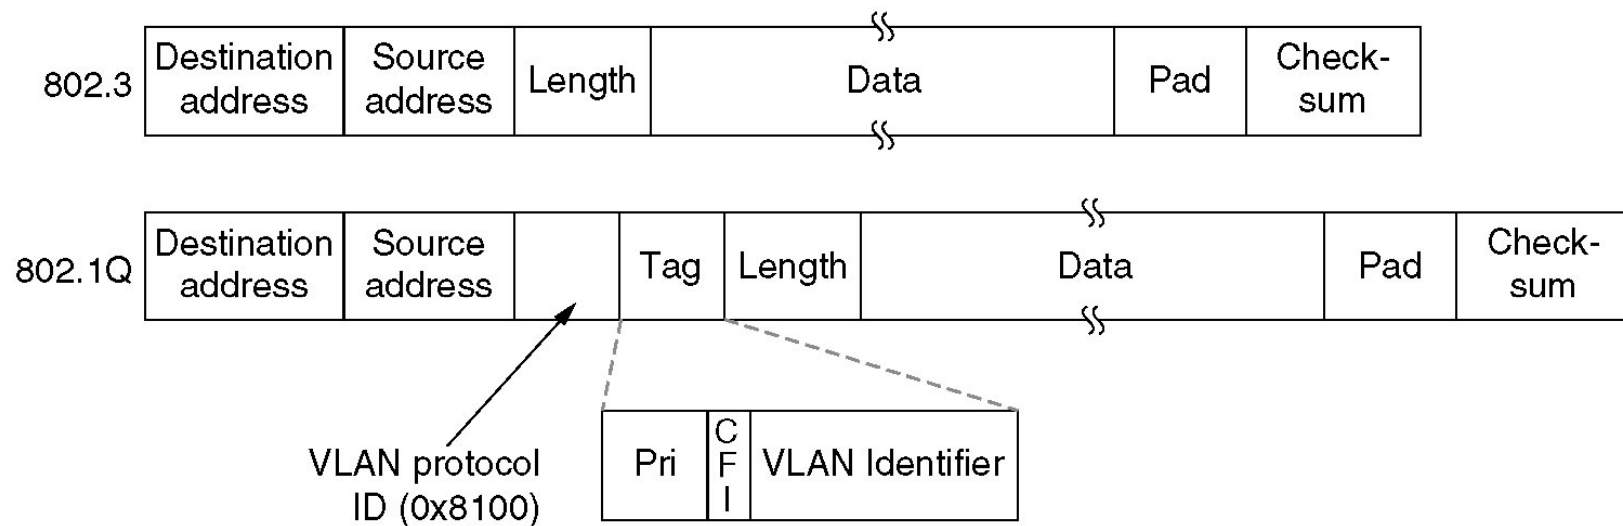 802.3
Destination
address
Source
address
Length
Data
Pad
Check-
sum
802.1Q
Destination
address
Source
address
Tag
Length
Data
Pad
Check-
sum
VLAN protocol
ID (0x8100)
Pri
C
F
I
VLAN Identifier